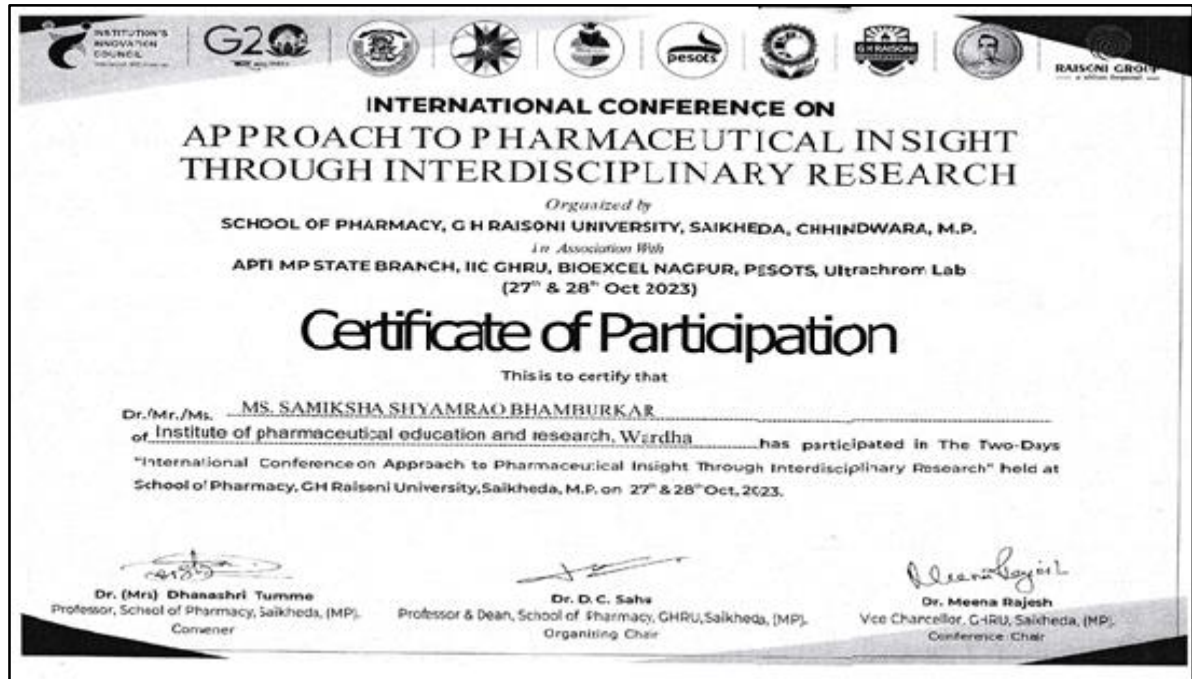 INSTITUTION'S
INNOVATION
COUNCIL
G20
pesots
G H RAISONI
RAISONI GROUP
INTERNATIONAL CONFERENCE ON
APPROACH TO PHARMACEUTICAL INSIGHT
THROUGH INTERDISCIPLINARY RESEARCH
Organized by
SCHOOL OF PHARMACY, G H RAISONI UNIVERSITY, SAIKHEDA, CHHINDWARA, M.P.
In Association With
APTI MP STATE BRANCH, IIC GHRU, BIOEXCEL NAGPUR, PESOTS, Ultrachrom Lab
(27th & 28th Oct 2023)
Certificate of Participation
This is to certify that
Dr./Mr./Ms. MS. SAMIKSHA SHYAMRAO BHAMBURKAR
of Institute of pharmaceutical education and research, Wardha has participated in The Two-Days
"International Conference on Approach to Pharmaceutical Insight Through Interdisciplinary Research" held at
School of Pharmacy, GH Raisoni University, Saikheda, M.P. on 27th & 28th Oct, 2023.
Dr. (Mrs) Dhanashri Tumme
Professor, School of Pharmacy, Saikheda, (MP).
Convener
Dr. D. C. Saha
Professor & Dean, School of Pharmacy, GHRU, Saikheda, (MP).
Organizing Chair
Dr. Meena Rajesh
Vice Chancellor, GHRU, Saikheda, (MP).
Conference Chair